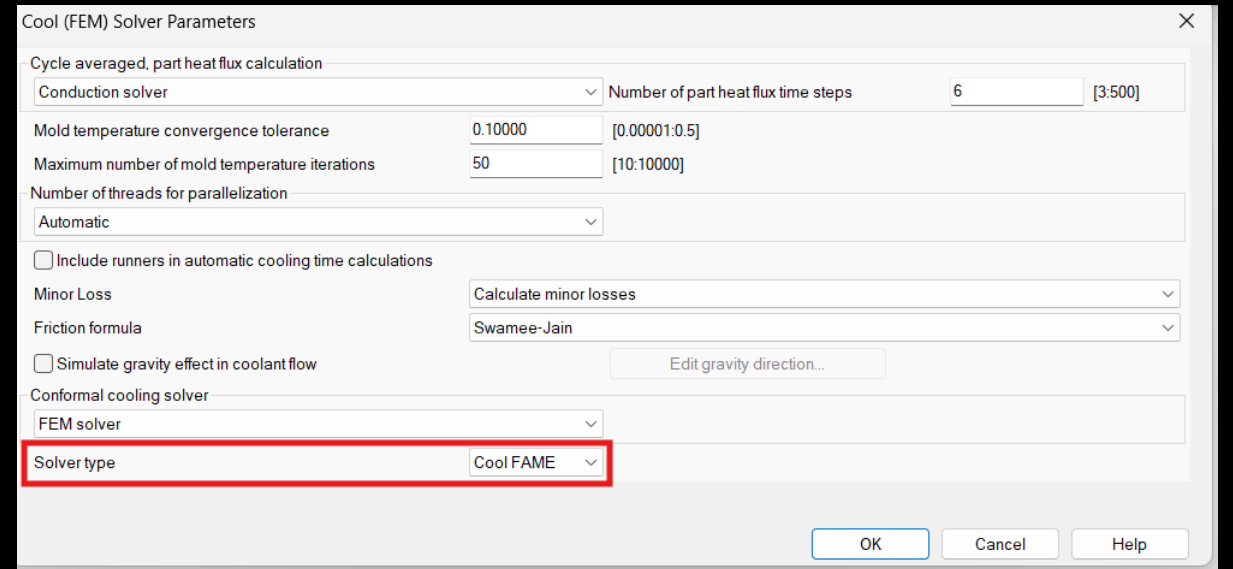 Cool (FEM) Solver Parameters
Cycle averaged, part heat flux calculation
Conduction solver Number of part heat flux time steps 6 [3:500]
Mold temperature convergence tolerance 0.10000 [0.00001:0.5]
Maximum number of mold temperature iterations 50 [10:10000]
Number of threads for parallelization
Automatic
Include runners in automatic cooling time calculations
Minor Loss Calculate minor losses
Friction formula Swamee-Jain
Simulate gravity effect in coolant flow Edit gravity direction...
Conformal cooling solver
FEM solver
Solver type Cool FAME
OK Cancel Help